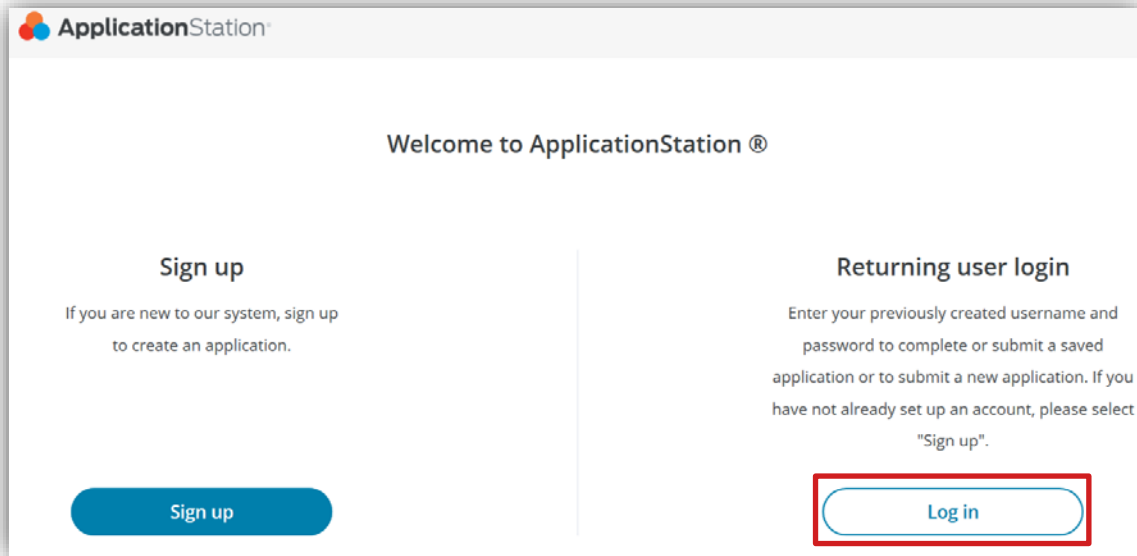 ApplicationStation®
Welcome to ApplicationStation ®
Sign up
If you are new to our system, sign up
to create an application.
Sign up
Returning user login
Enter your previously created username and
password to complete or submit a saved
application or to submit a new application. If you
have not already set up an account, please select
"Sign up".
Log in